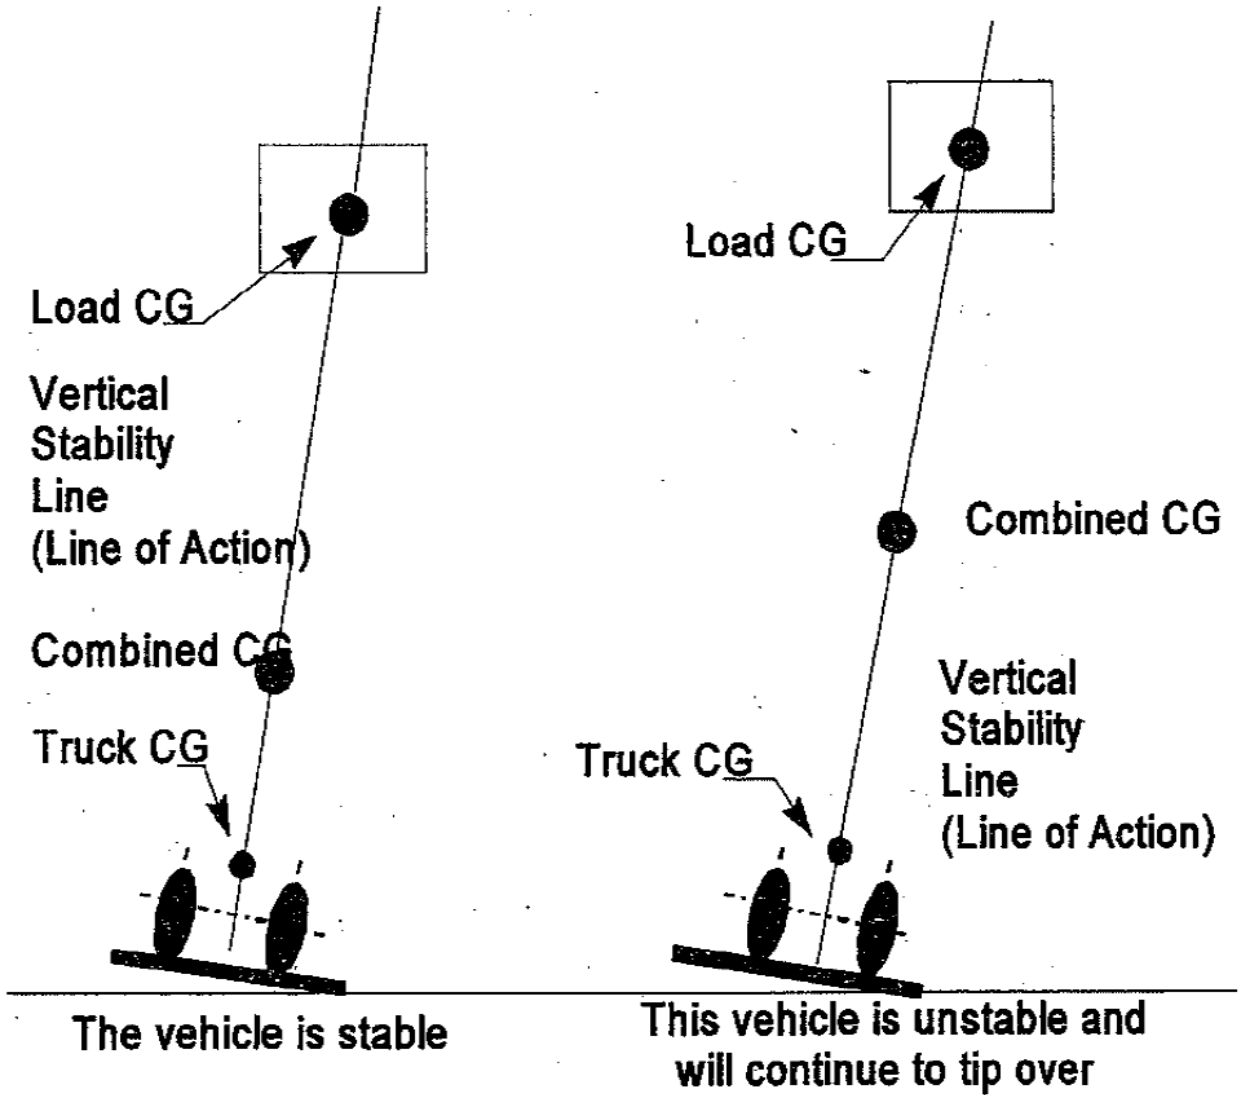 Load CG
Vertical
Stability
Line
(Line of Action)
Combined CG
Truck CG
The vehicle is stable
Load CG
Combined CG
Vertical
Stability
Line
(Line of Action)
Truck CG
This vehicle is unstable and
will continue to tip over